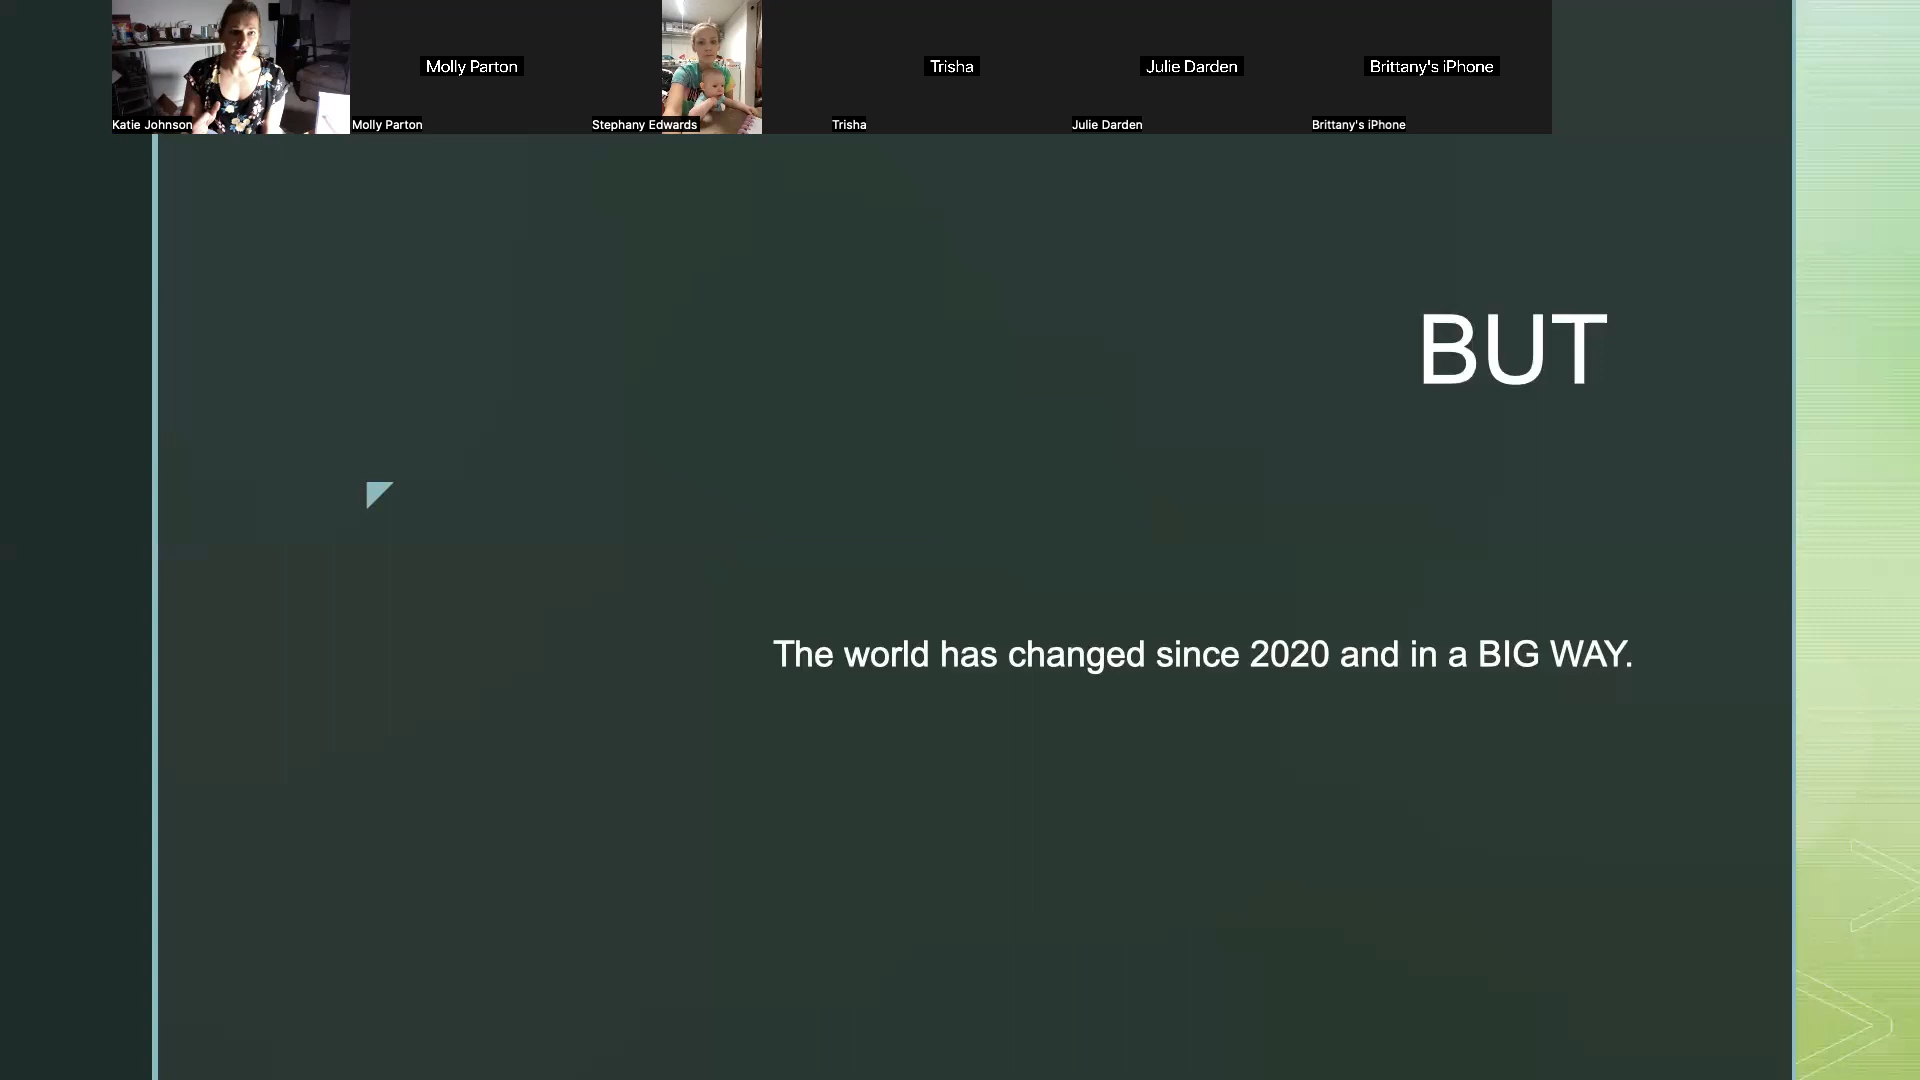 Molly Parton
Trisha
Julie Darden
Brittany's iPhone
Katie Johnson
Molly Parton
Stephany Edwards
Trisha
Julie Darden
Brittany's iPhone
BUT
The world has changed since 2020 and in a BIG WAY.